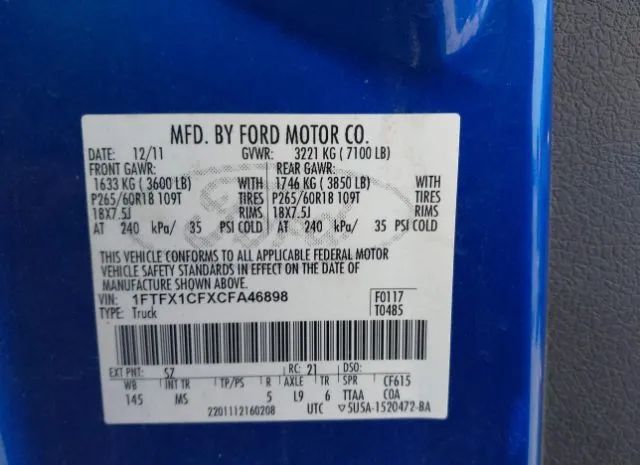 MFD. BY FORD MOTOR CO.
DATE: 12/11 GVWR: 3221 KG ( 7100 LB)
FRONT GAWR: REAR GAWR:
1633 KG ( 3600 LB) WITH 1746 KG ( 3850 LB) WITH
P265/60R18 109T TIRES P265/60R18 109T TIRES
18X7.5J RIMS 18X7.5J RIMS
AT 240 kPa/ 35 PSI COLD AT 240 kPa/ 35 PSI COLD
THIS VEHICLE CONFORMS TO ALL APPLICABLE FEDERAL MOTOR
VEHICLE SAFETY STANDARDS IN EFFECT ON THE DATE OF
MANUFACTURE SHOWN ABOVE.
VIN: 1FTFX1CFXCFA46898 F0117
TYPE: Truck T0485
EXT PNT: SZ RC: 21 DSO:
WB INT TR TP/PS R AXLE TR SPR CF615
145 MS 5 L9 6 TTAA COA
2201112160208 UTC ▽5U5A-1520472-BA